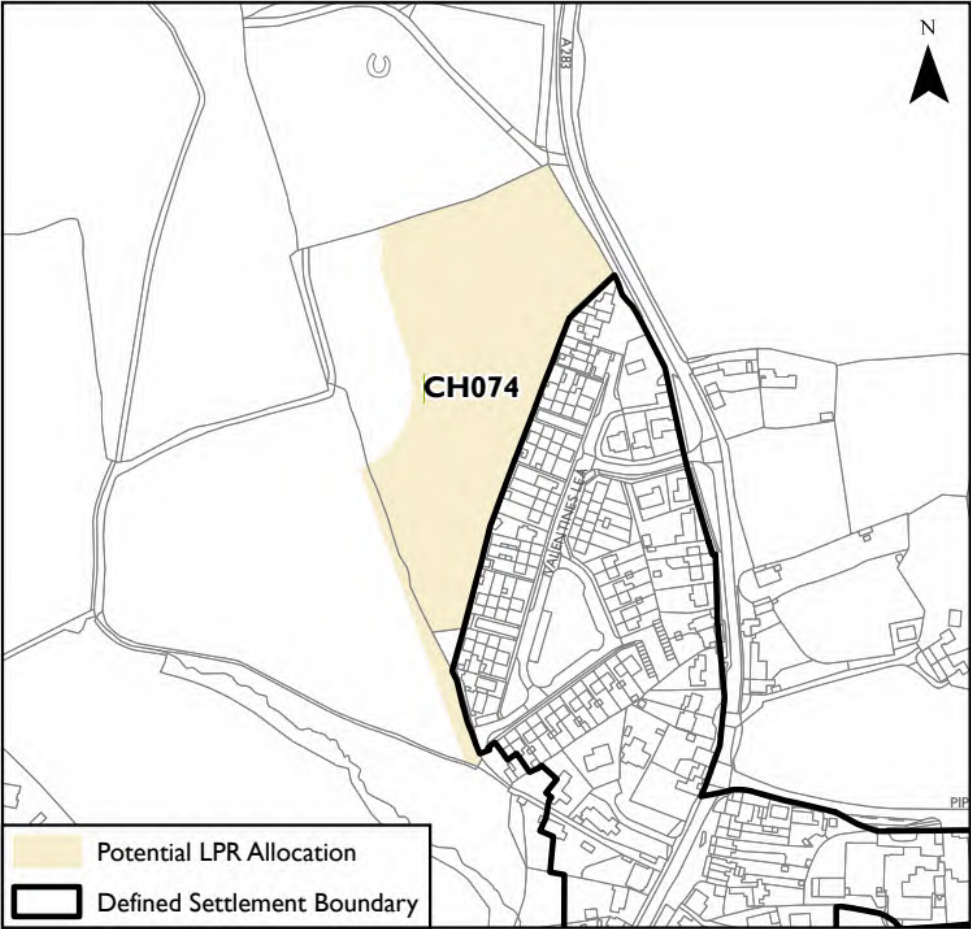 N
A283
CH074
VALENTINES LEA
PIP
Potential LPR Allocation
Defined Settlement Boundary